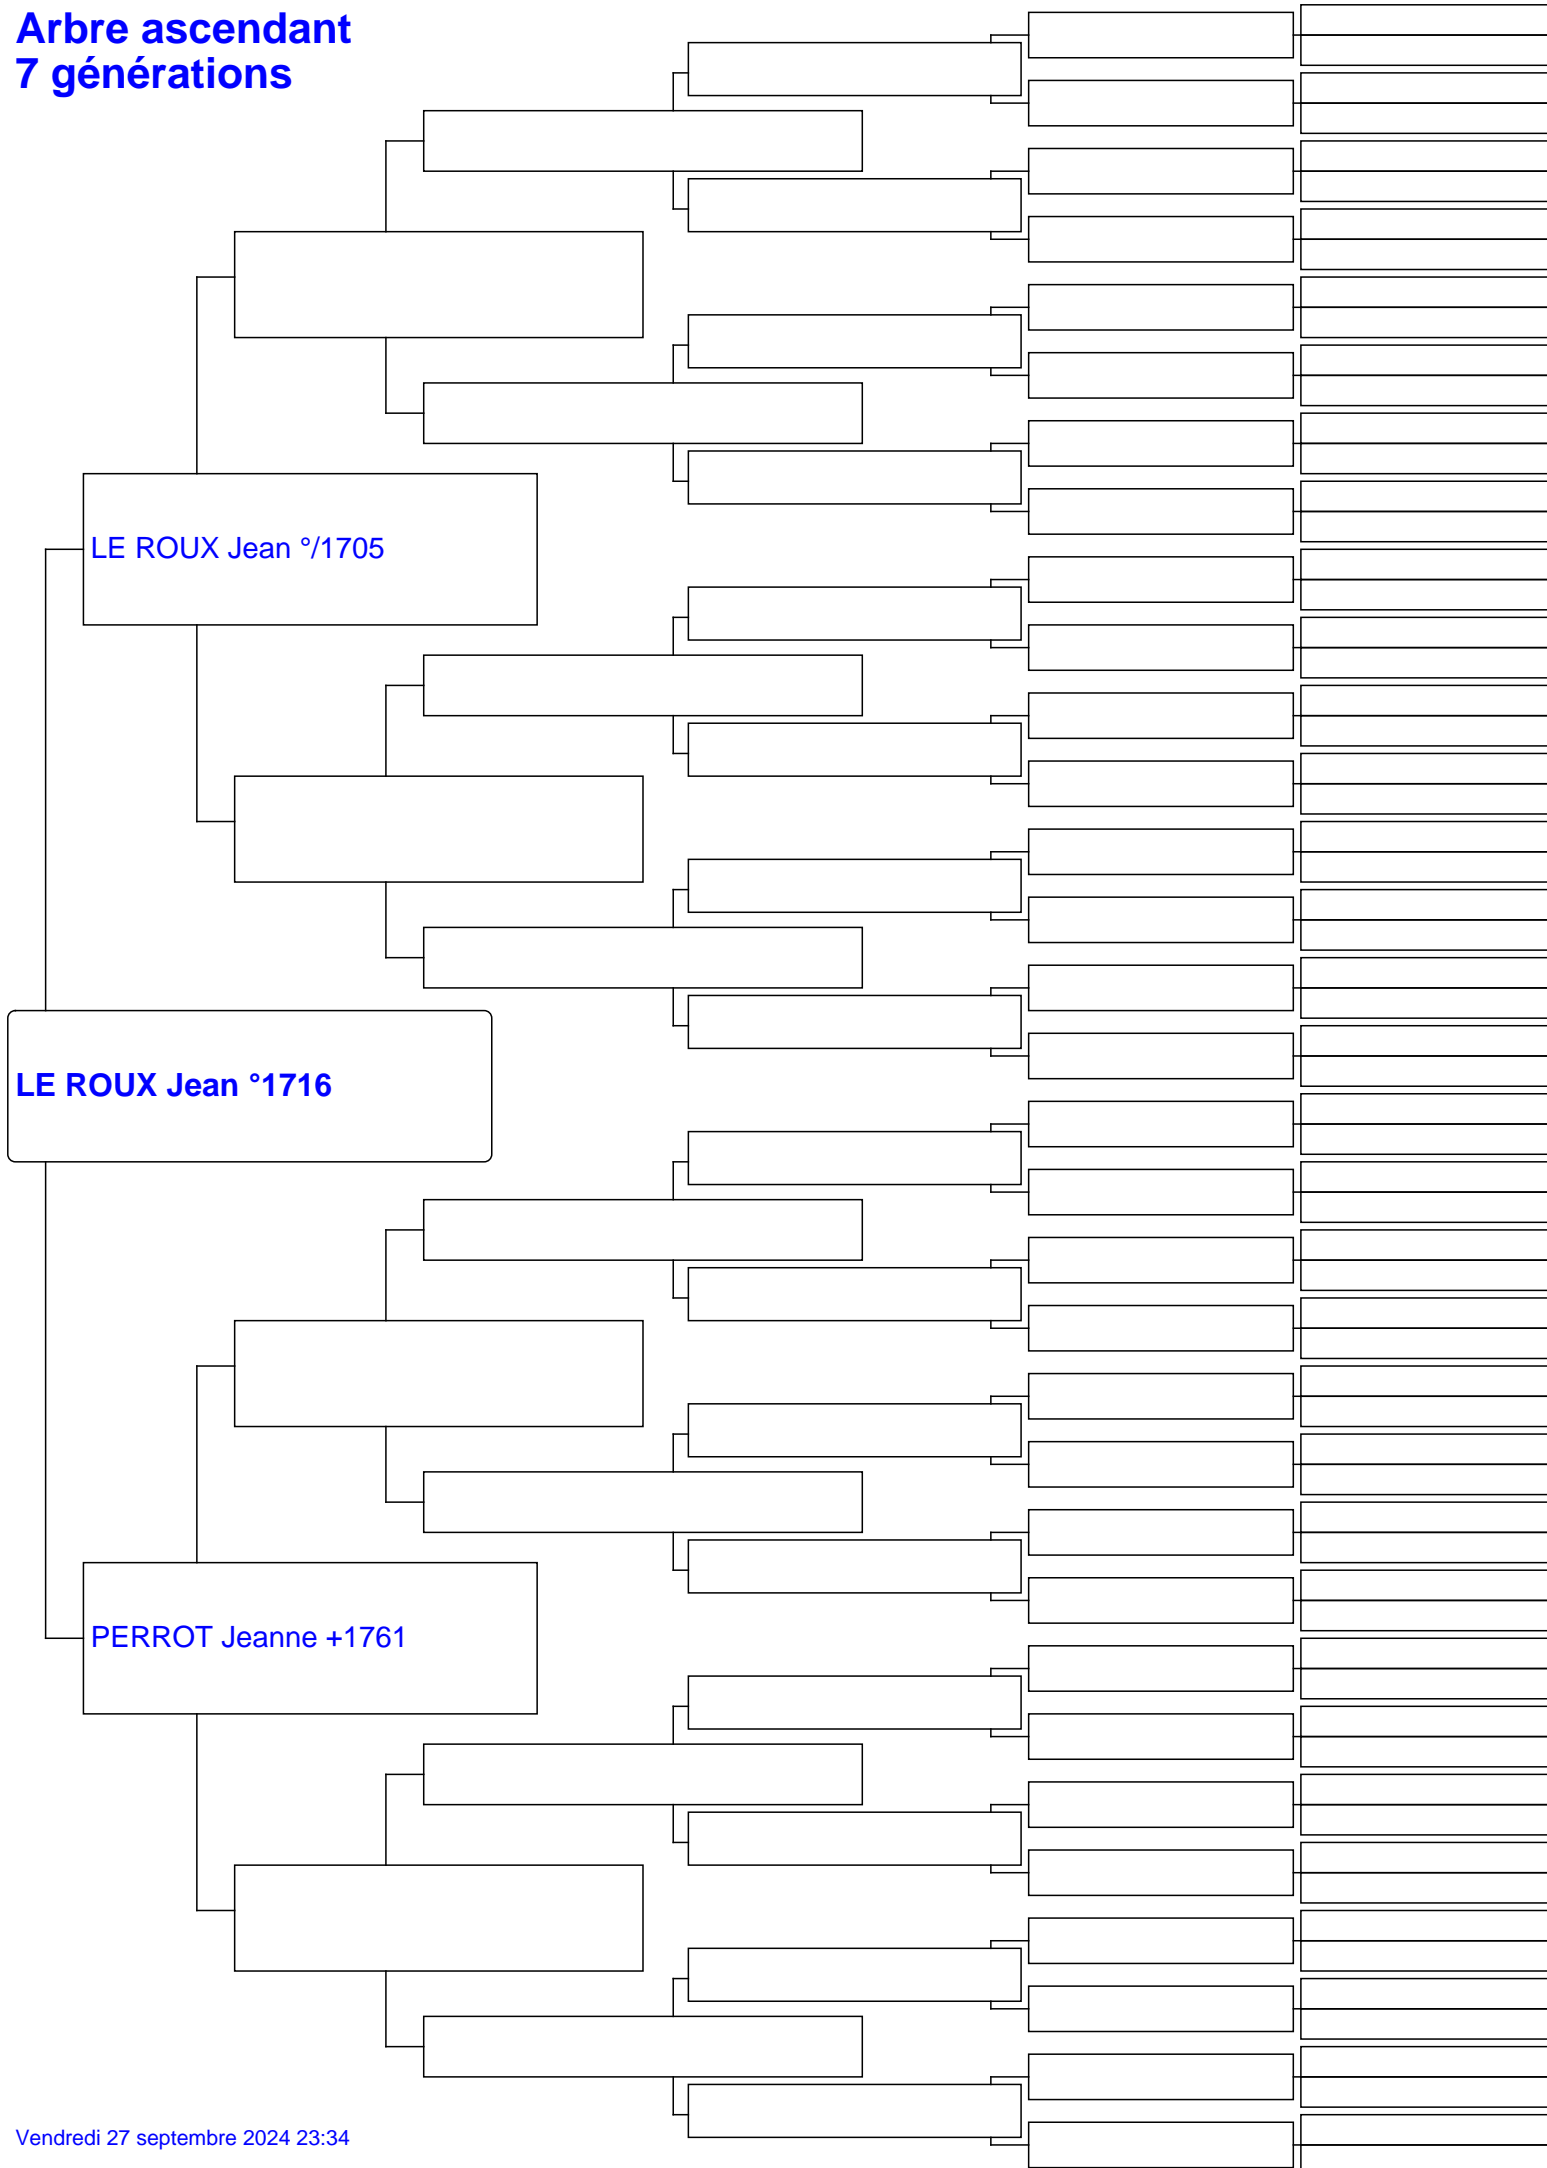 Arbre ascendant
7 générations
LE ROUX Jean °/1705
LE ROUX Jean °1716
PERROT Jeanne +1761
Vendredi 27 septembre 2024 23:34